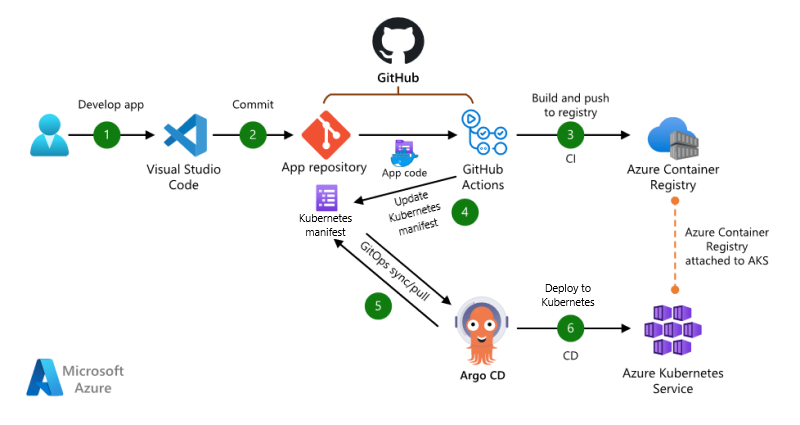 GitHub
Develop app
1
Visual Studio
Code
Commit
2
App repository
App code
GitHub
Actions
Build and push
to registry
3
CI
Azure Container
Registry
Kubernetes
manifest
Update
Kubernetes
manifest
4
Azure Container
Registry
attached to AKS
GitOps sync/pull
5
Argo CD
Deploy to
Kubernetes
6
CD
Azure Kubernetes
Service
Microsoft
Azure